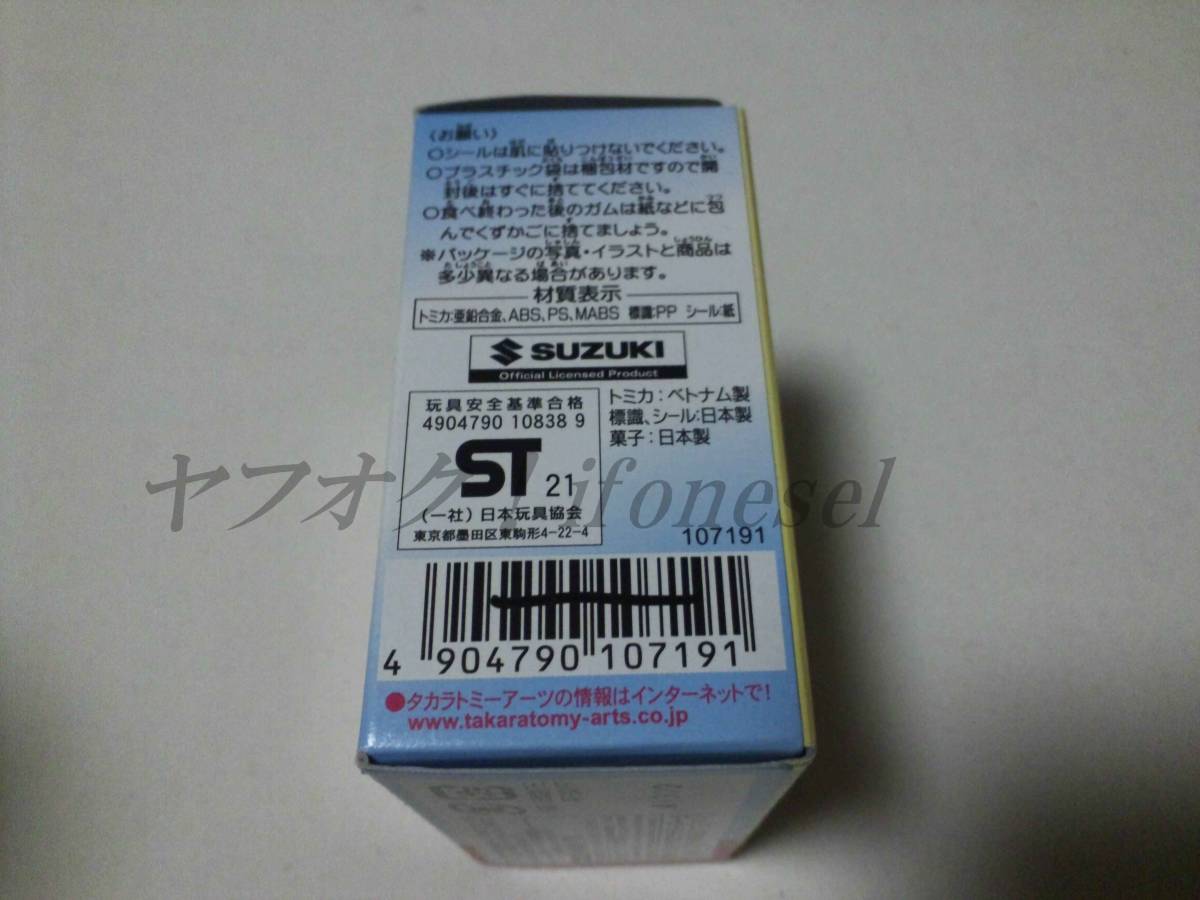 〈お願い〉
○シールは肌に貼りつけないでください。
○プラスチック袋は梱包材ですので開
封後はすぐに捨ててください。
○食べ終わった後のガムは紙などに包
んでくずかごに捨てましょう。
※パッケージの写真・イラストと商品は
多少異なる場合があります。
材質表示
トミカ:亜鉛合金、ABS、PS、MABS 標識:PP シール:紙
SUZUKI
Official Licensed Product
玩具安全基準合格
4904790 10838 9
ST 21
(一社)日本玩具協会
東京都墨田区東駒形4-22-4
トミカ:ベトナム製
標識、シール:日本製
菓子:日本製
107191
4 904790 107191
●タカラトミーアーツの情報はインターネットで!
www.takaratomy-arts.co.jp
ヤフオク
lifonesel